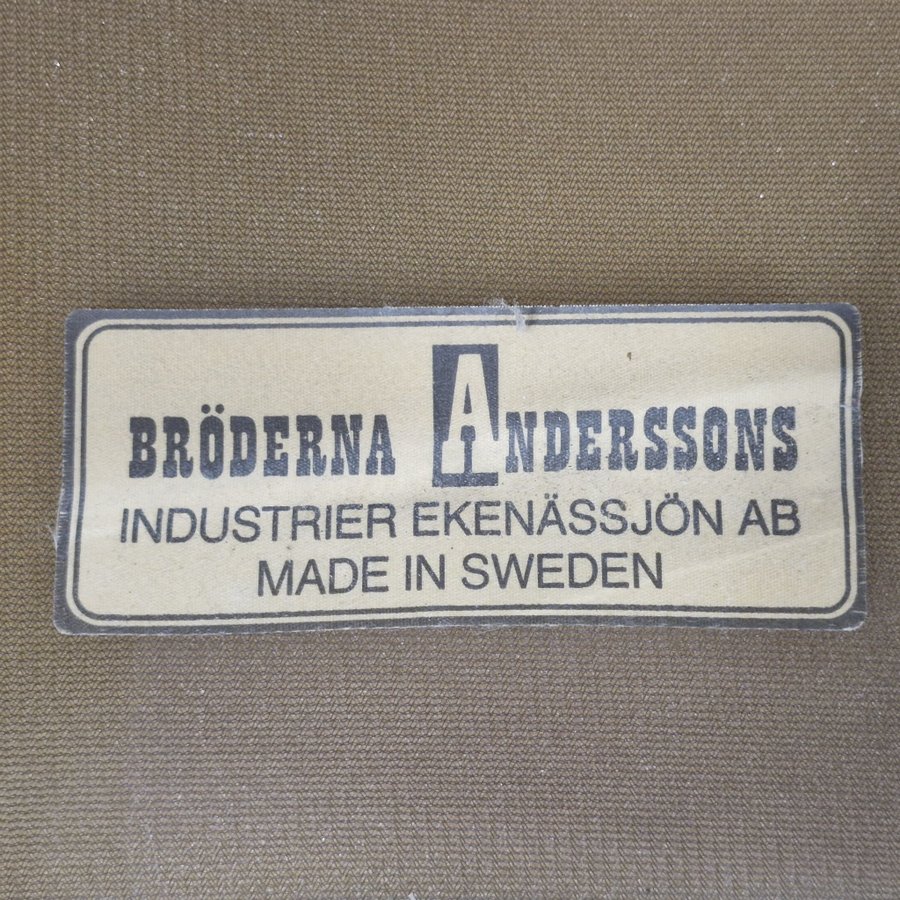 BRÖDERNA ANDERSSONS
INDUSTRIER EKENÄSSJÖN AB
MADE IN SWEDEN